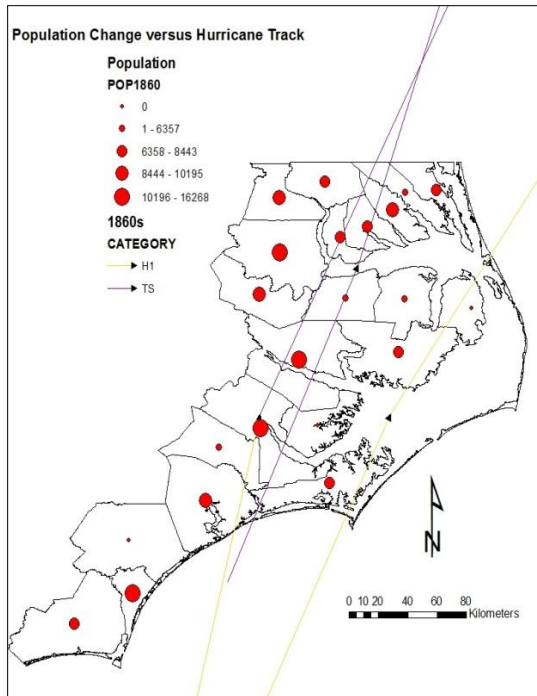 Population Change versus Hurricane Track
Population
POP1860
0
1 - 6357
6358 - 8443
8444 - 10195
10196 - 16268
1860s
CATEGORY
H1
TS
N
0 10 20 40 60 80
Kilometers